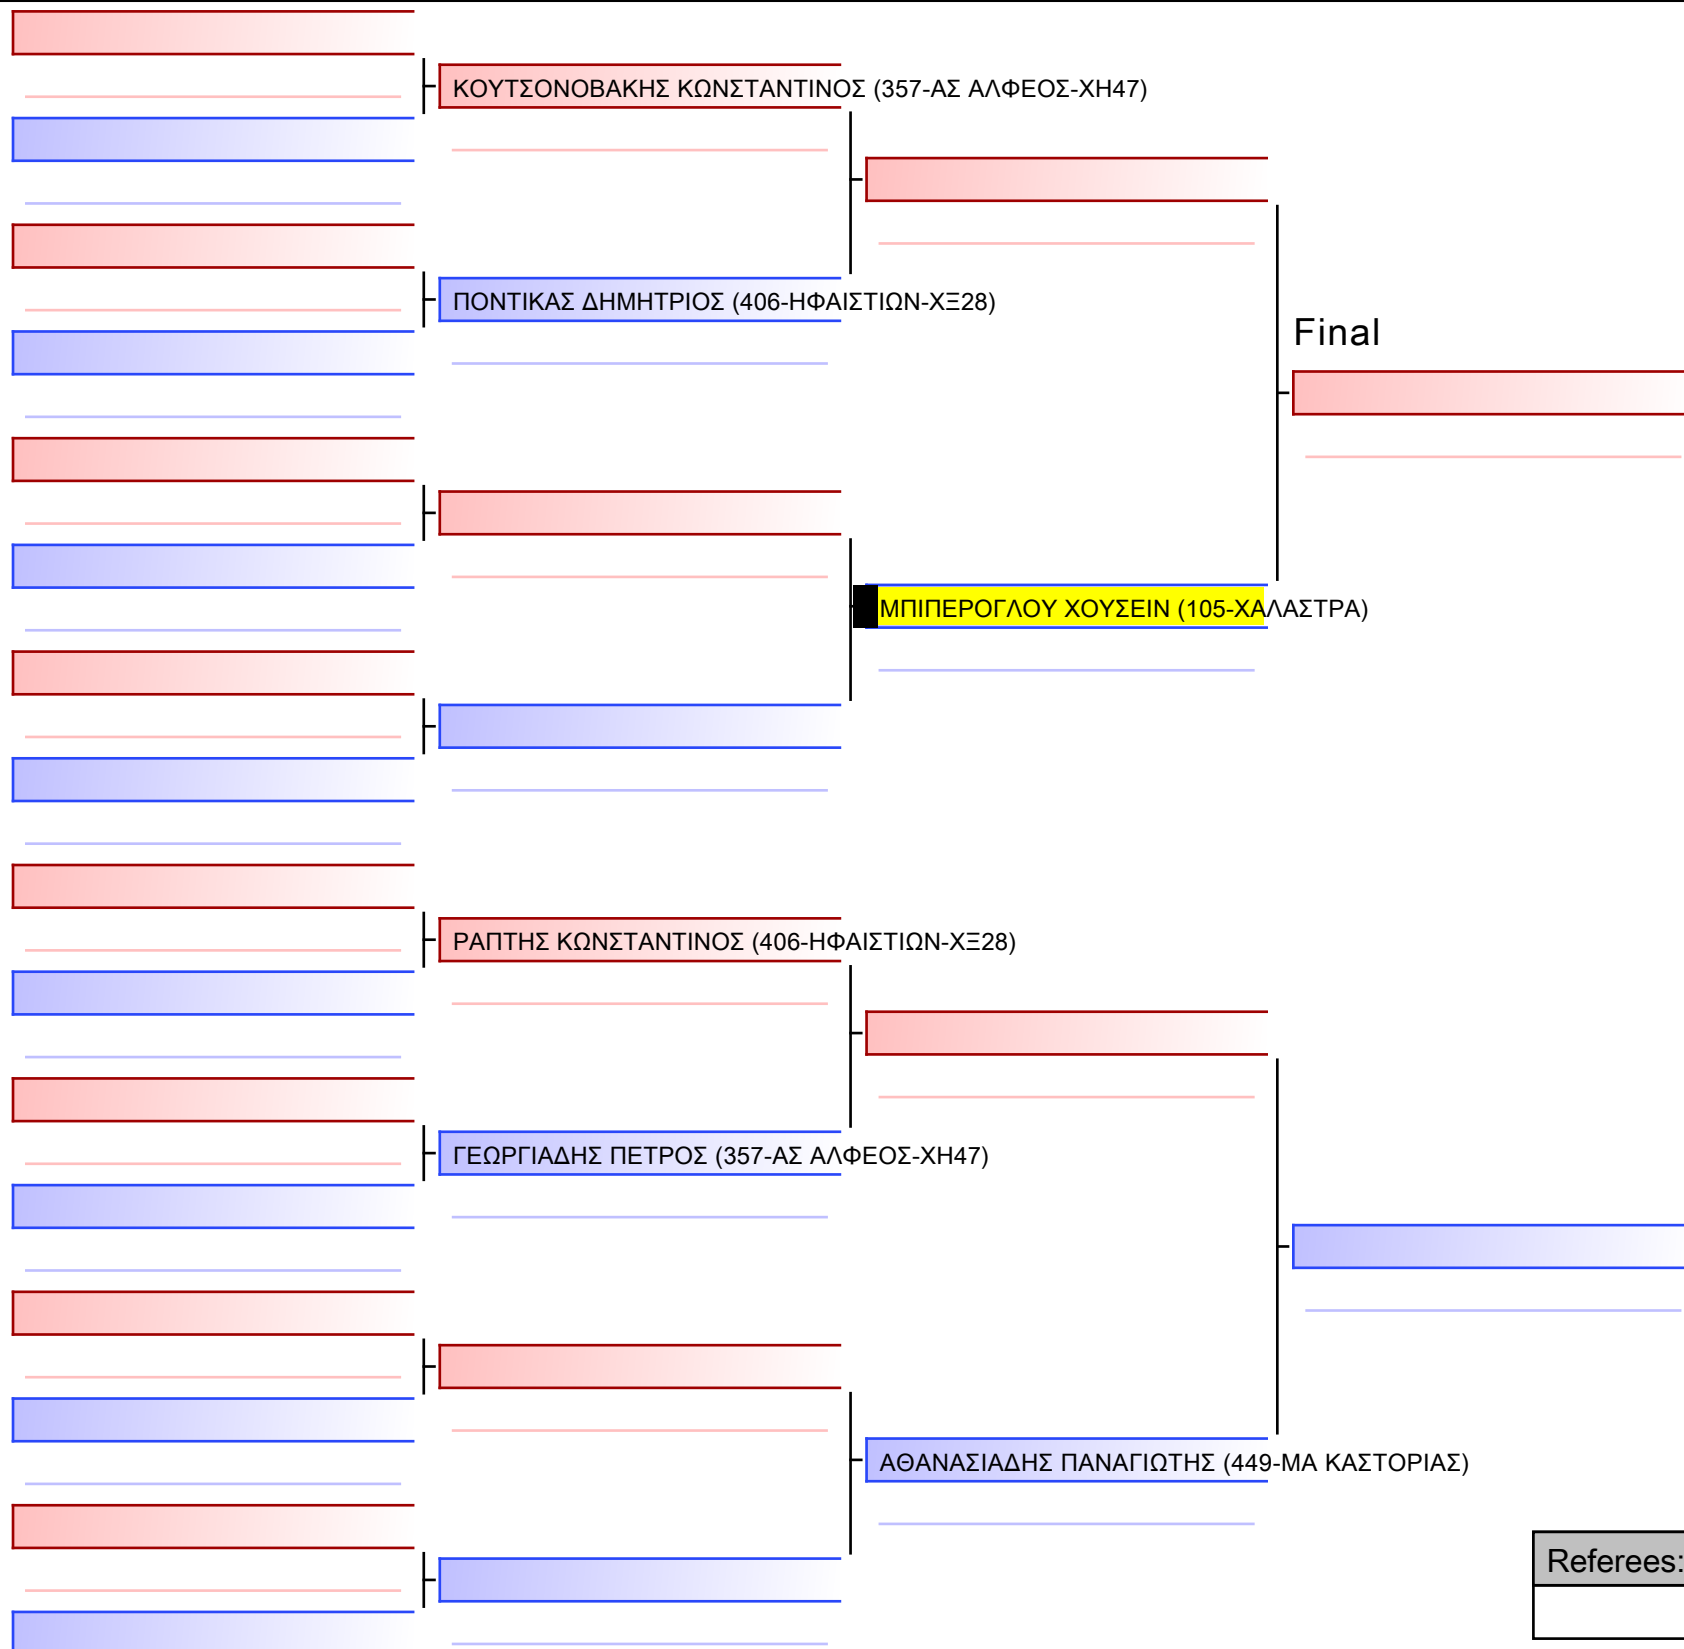 ΚΟΥΤΣΟΝΟΒΑΚΗΣ ΚΩΝΣΤΑΝΤΙΝΟΣ (357-ΑΣ ΑΛΦΕΟΣ-ΧΗ47)
ΠΟΝΤΙΚΑΣ ΔΗΜΗΤΡΙΟΣ (406-ΗΦΑΙΣΤΙΩΝ-ΧΞ28)
Final
ΜΠΙΠΕΡΟΓΛΟΥ ΧΟΥΣΕΙΝ (105-ΧΑΛΑΣΤΡΑ)
ΡΑΠΤΗΣ ΚΩΝΣΤΑΝΤΙΝΟΣ (406-ΗΦΑΙΣΤΙΩΝ-ΧΞ28)
ΓΕΩΡΓΙΑΔΗΣ ΠΕΤΡΟΣ (357-ΑΣ ΑΛΦΕΟΣ-ΧΗ47)
ΑΘΑΝΑΣΙΑΔΗΣ ΠΑΝΑΓΙΩΤΗΣ (449-ΜΑ ΚΑΣΤΟΡΙΑΣ)
Referees: